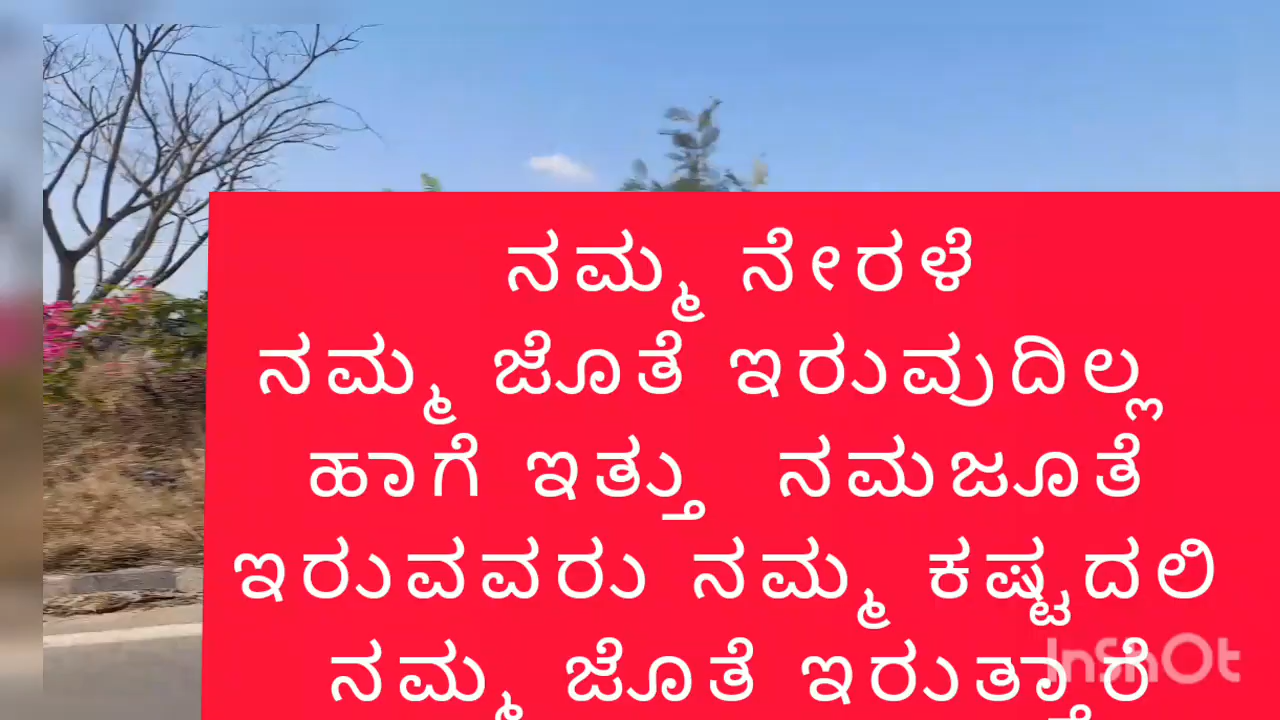 ನಮ್ಮ ನೇರಳೆ
ನಮ್ಮ ಜೊತೆ ಇರುವುದಿಲ್ಲ
ಹಾಗೆ ಇತ್ತು ನಮಜೂತೆ
ಇರುವವರು ನಮ್ಮ ಕಷ್ಟದಲಿ
ನಮ್ಮ ಜೊತೆ ಇರುತ್ತಾರೆ
InShOt